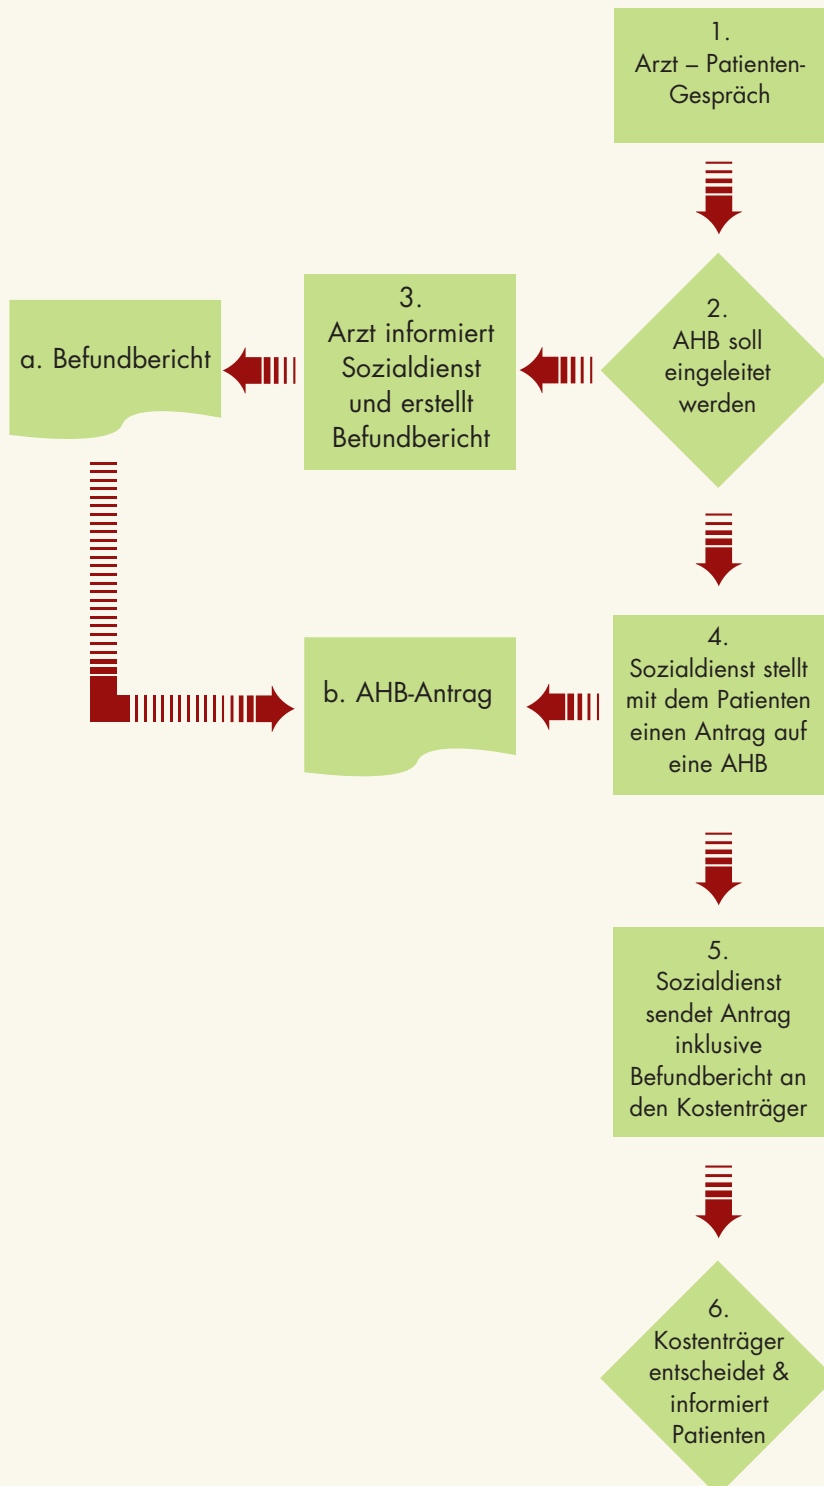 1.
Arzt – Patienten-
Gespräch
2.
AHB soll
eingeleitet
werden
3.
Arzt informiert
Sozialdienst
und erstellt
Befundbericht
a. Befundbericht
4.
Sozialdienst stellt
mit dem Patienten
einen Antrag auf
eine AHB
b. AHB-Antrag
5.
Sozialdienst
sendet Antrag
inklusive
Befundbericht an
den Kostenträger
6.
Kostenträger
entscheidet &
informiert
Patienten